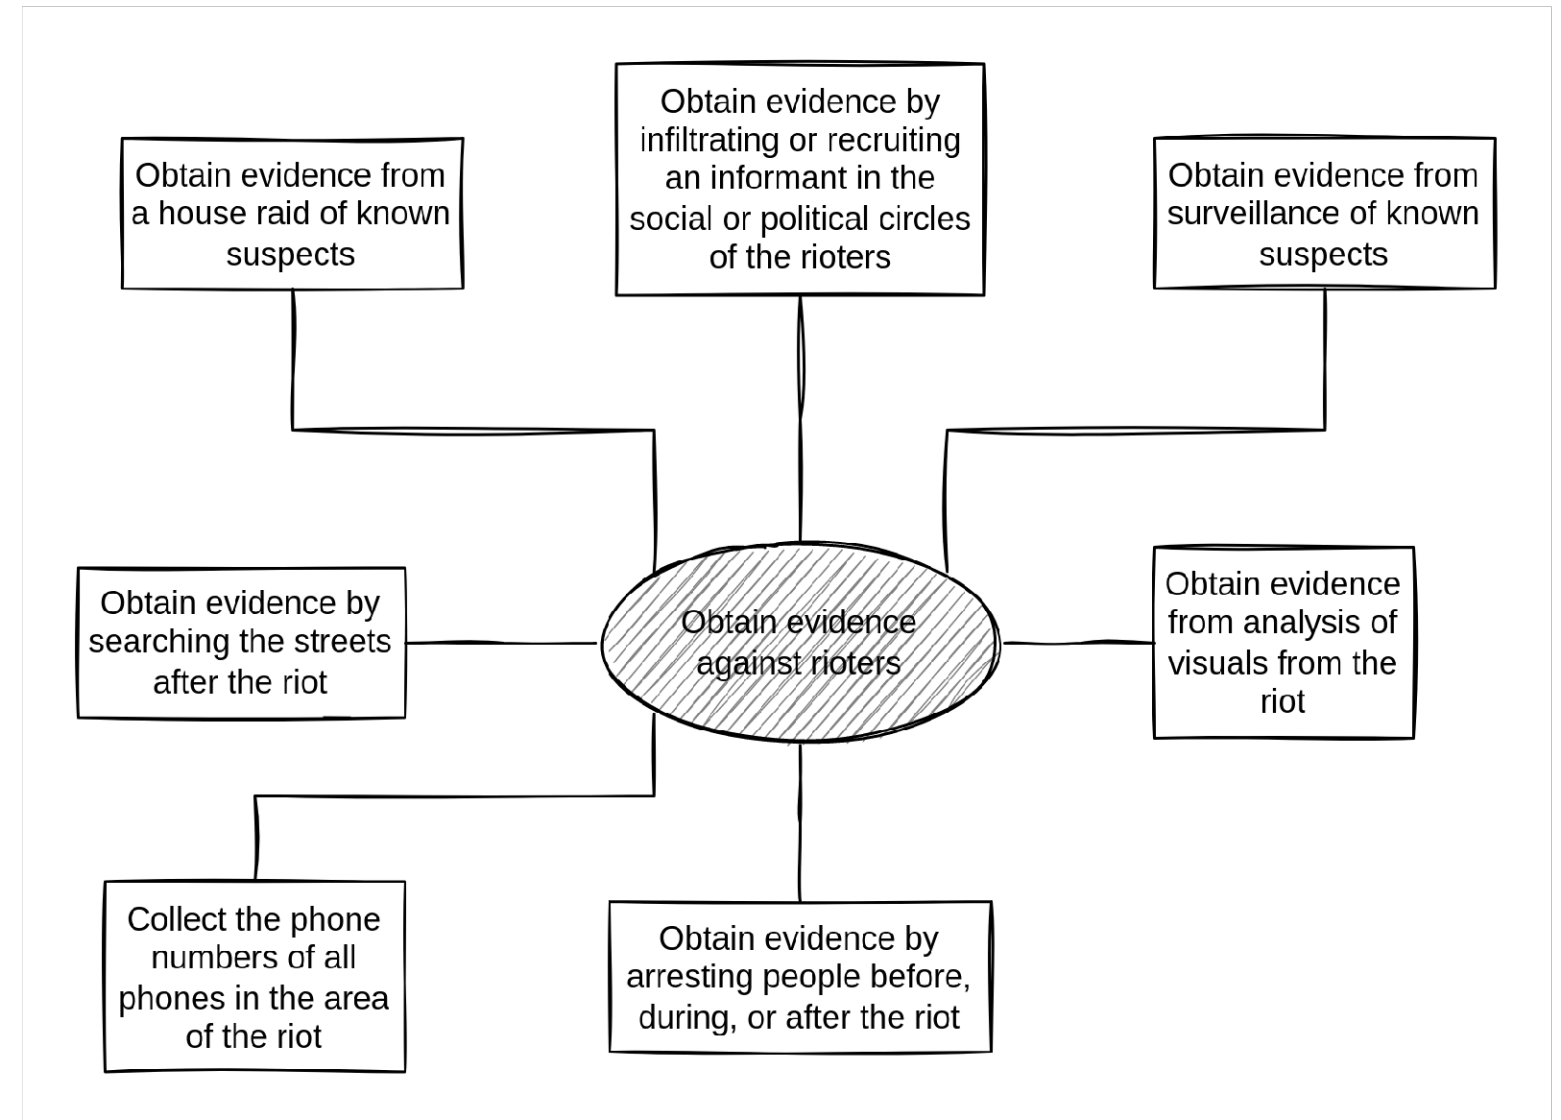 Obtain evidence by
infiltrating or recruiting
an informant in the
social or political circles
of the rioters
Obtain evidence from
a house raid of known
suspects
Obtain evidence from
surveillance of known
suspects
Obtain evidence by
searching the streets
after the riot
Obtain evidence
against rioters
Obtain evidence
from analysis of
visuals from the
riot
Collect the phone
numbers of all
phones in the area
of the riot
Obtain evidence by
arresting people before,
during, or after the riot